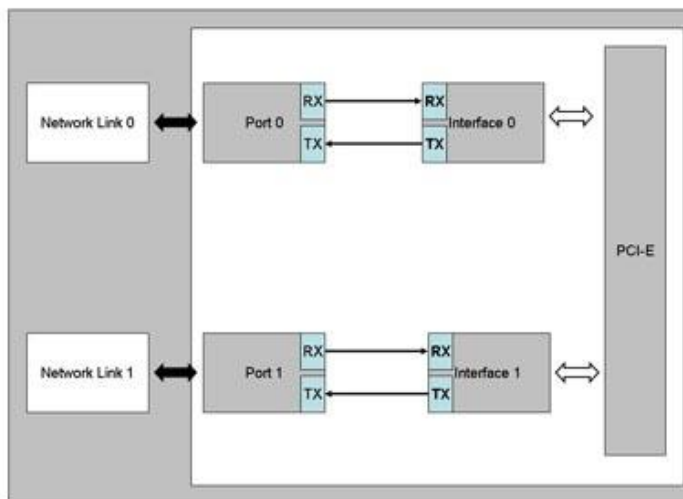 RX
RX
Network Link 0
Port 0
Interface 0
TX
TX
PCI-E
RX
RX
Network Link 1
Port 1
Interface 1
TX
TX